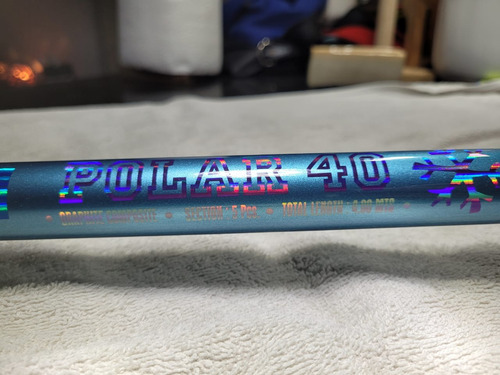 POLAR 40
GRAPHITE COMPOSITE SECTION : 5 Pcs. TOTAL LENGTH